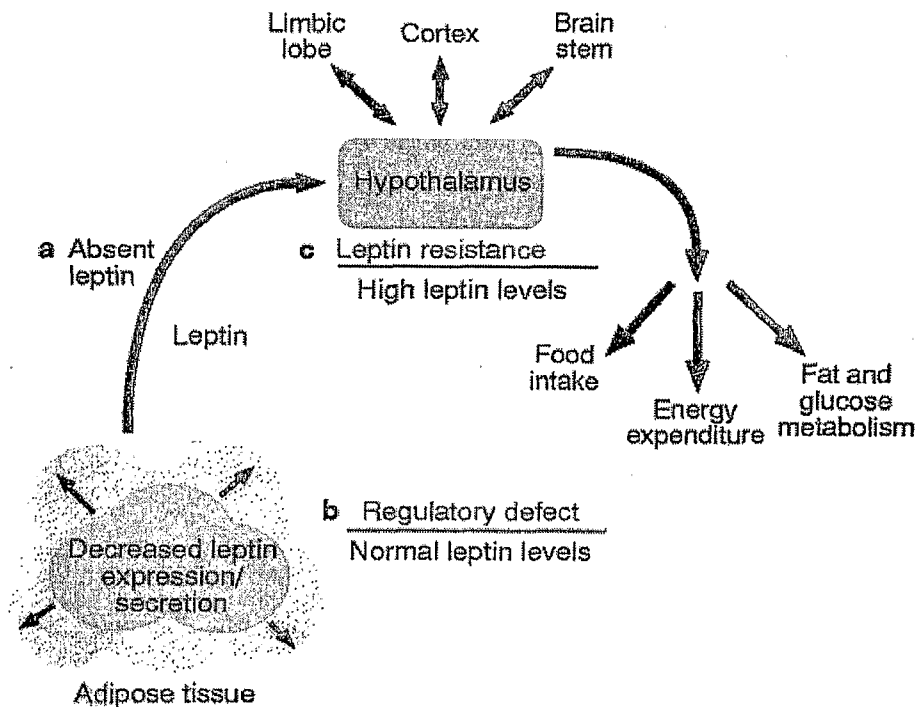 Limbic
lobe
Cortex
Brain
stem
Hypothalamus
a Absent
leptin
c Leptin resistance
High leptin levels
Leptin
Food
intake
Energy
expenditure
Fat and
glucose
metabolism
b Regulatory defect
Normal leptin levels
Decreased leptin
expression/
secretion
Adipose tissue